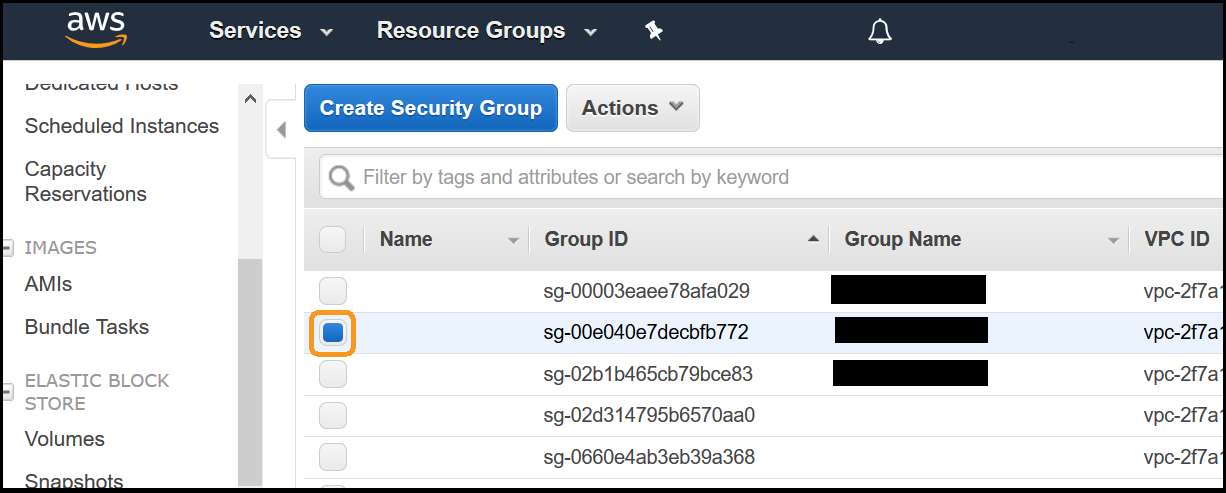 aws Services Resource Groups
Dedicated Hosts
Scheduled Instances
Capacity
Reservations
IMAGES
AMIs
Bundle Tasks
ELASTIC BLOCK
STORE
Volumes
Snapshots
Create Security Group Actions
Filter by tags and attributes or search by keyword
Name Group ID Group Name VPC ID
sg-00003eaee78afa029 vpc-2f7a1
sg-00e040e7decbfb772 vpc-2f7a1
sg-02b1b465cb79bce83 vpc-2f7a1
sg-02d314795b6570aa0 vpc-2f7a1
sg-0660e4ab3eb39a368 vpc-2f7a1